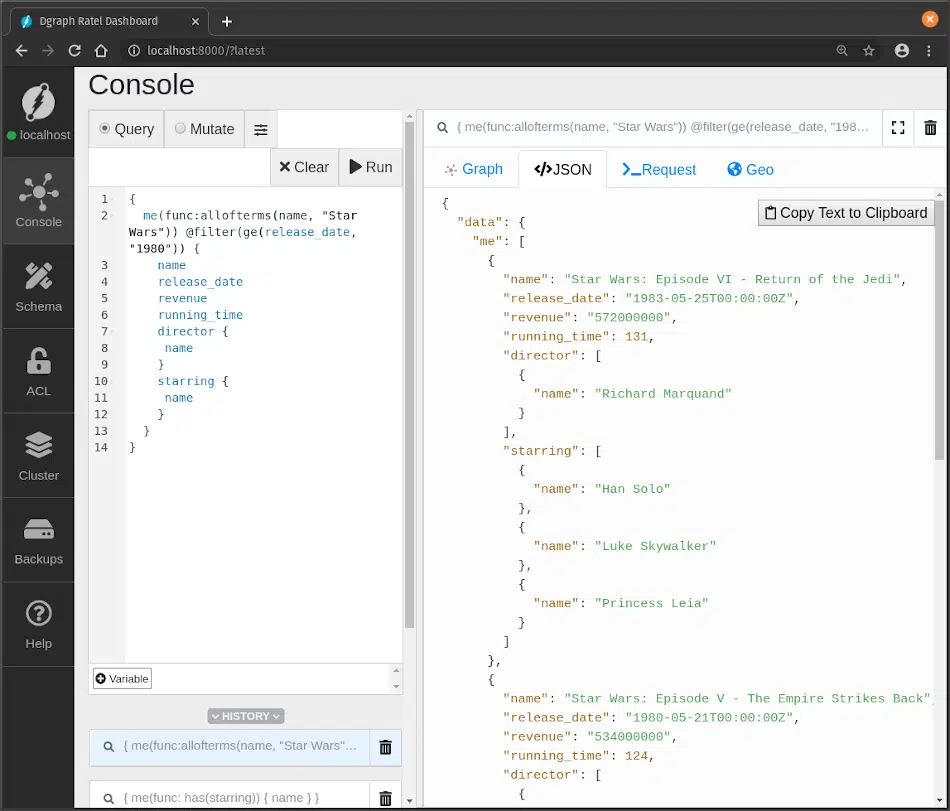 Dgraph Ratel Dashboard
localhost:8000/?latest
localhost
Console
Schema
ACL
Cluster
Backups
Help
Console
Query
Mutate
Clear
Run
1 {
2 me(func:allofterms(name, "Star
Wars")) @filter(ge(release_date,
"1980")) {
3 name
4 release_date
5 revenue
6 running_time
7 director {
8 name
9 }
10 starring {
11 name
12 }
13 }
14 }
Variable
HISTORY
{ me(func:allofterms(name, "Star Wars"...
{ me(func: has(starring)) { name } }
{ me(func:allofterms(name, "Star Wars")) @filter(ge(release_date, "198...
Graph
</>JSON
>_Request
Geo
Copy Text to Clipboard
{
"data": {
"me": [
{
"name": "Star Wars: Episode VI - Return of the Jedi",
"release_date": "1983-05-25T00:00:00Z",
"revenue": "572000000",
"running_time": 131,
"director": [
{
"name": "Richard Marquand"
}
],
"starring": [
{
"name": "Han Solo"
},
{
"name": "Luke Skywalker"
},
{
"name": "Princess Leia"
}
]
},
{
"name": "Star Wars: Episode V - The Empire Strikes Back",
"release_date": "1980-05-21T00:00:00Z",
"revenue": "534000000",
"running_time": 124,
"director": [
{